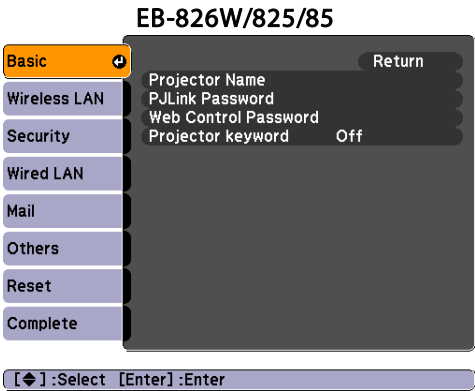 EB-826W/825/85
Basic
Return
Projector Name
Wireless LAN
PJLink Password
Web Control Password
Security
Projector keyword Off
Wired LAN
Mail
Others
Reset
Complete
[ ] :Select [Enter] :Enter